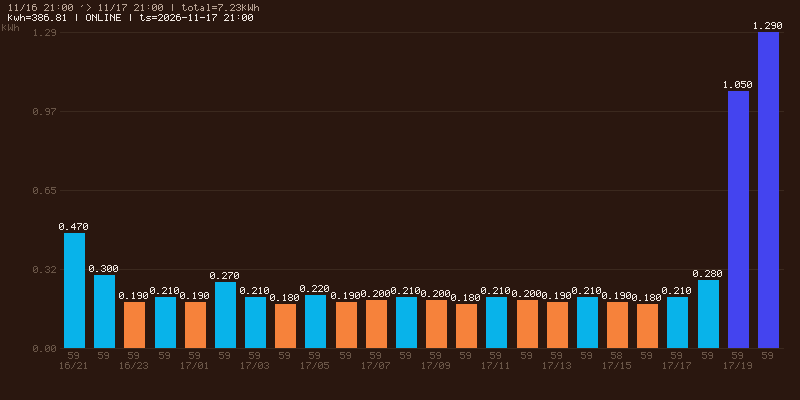 11/16 21:00 -> 11/17 21:00 | total=7.23kWh
Kwh=386.81 | ONLINE | ts=2026-11-17 21:00
kWh
1.29
0.97
0.65
0.32
0.00
0.470 0.300 0.190 0.210 0.190 0.270 0.210 0.180 0.220 0.190 0.200 0.210 0.200 0.180 0.210 0.200 0.190 0.210 0.190 0.180 0.210 0.280 1.050 1.290
59 59 59 59 59 59 59 59 59 59 59 59 59 59 59 59 59 59 58 59 59 59 59 59
16/21 16/23 17/01 17/03 17/05 17/07 17/09 17/11 17/13 17/15 17/17 17/19